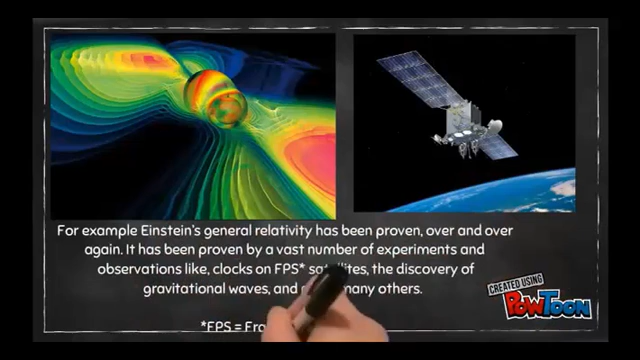 For example Einstein's general relativity has been proven, over and over
again. It has been proven by a vast number of experiments and
observations like, clocks on FPS* satellites, the discovery of
gravitational waves, and many others.
*FPS = Fra
CREATED USING
POWTOON